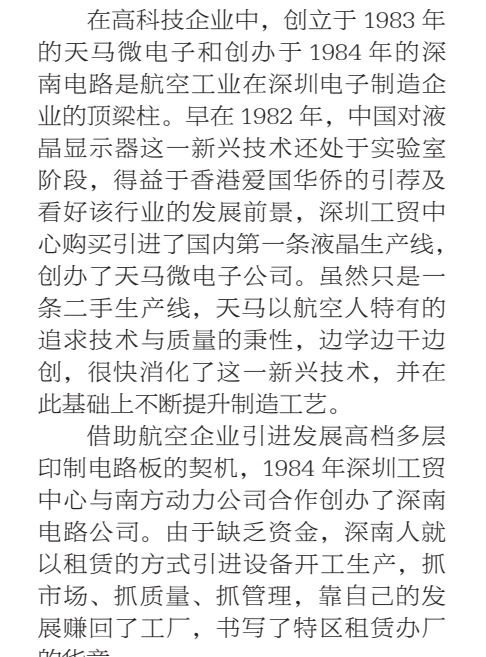 在高科技企业中，创立于 1983 年
的天马微电子和创办于 1984 年的深
南电路是航空工业在深圳电子制造企
业的顶梁柱。早在 1982 年，中国对液
晶显示器这一新兴技术还处于实验室
阶段，得益于香港爱国华侨的引荐及
看好该行业的发展前景，深圳工贸中
心购买引进了国内第一条液晶生产线，
创办了天马微电子公司。虽然只是一
条二手生产线，天马以航空人特有的
追求技术与质量的秉性，边学边干边
创，很快消化了这一新兴技术，并在
此基础上不断提升制造工艺。
借助航空企业引进发展高档多层
印制电路板的契机，1984 年深圳工贸
中心与南方动力公司合作创办了深南
电路公司。由于缺乏资金，深南人就
以租赁的方式引进设备开工生产，抓
市场、抓质量、抓管理，靠自己的发
展赚回了工厂，书写了特区租赁办厂